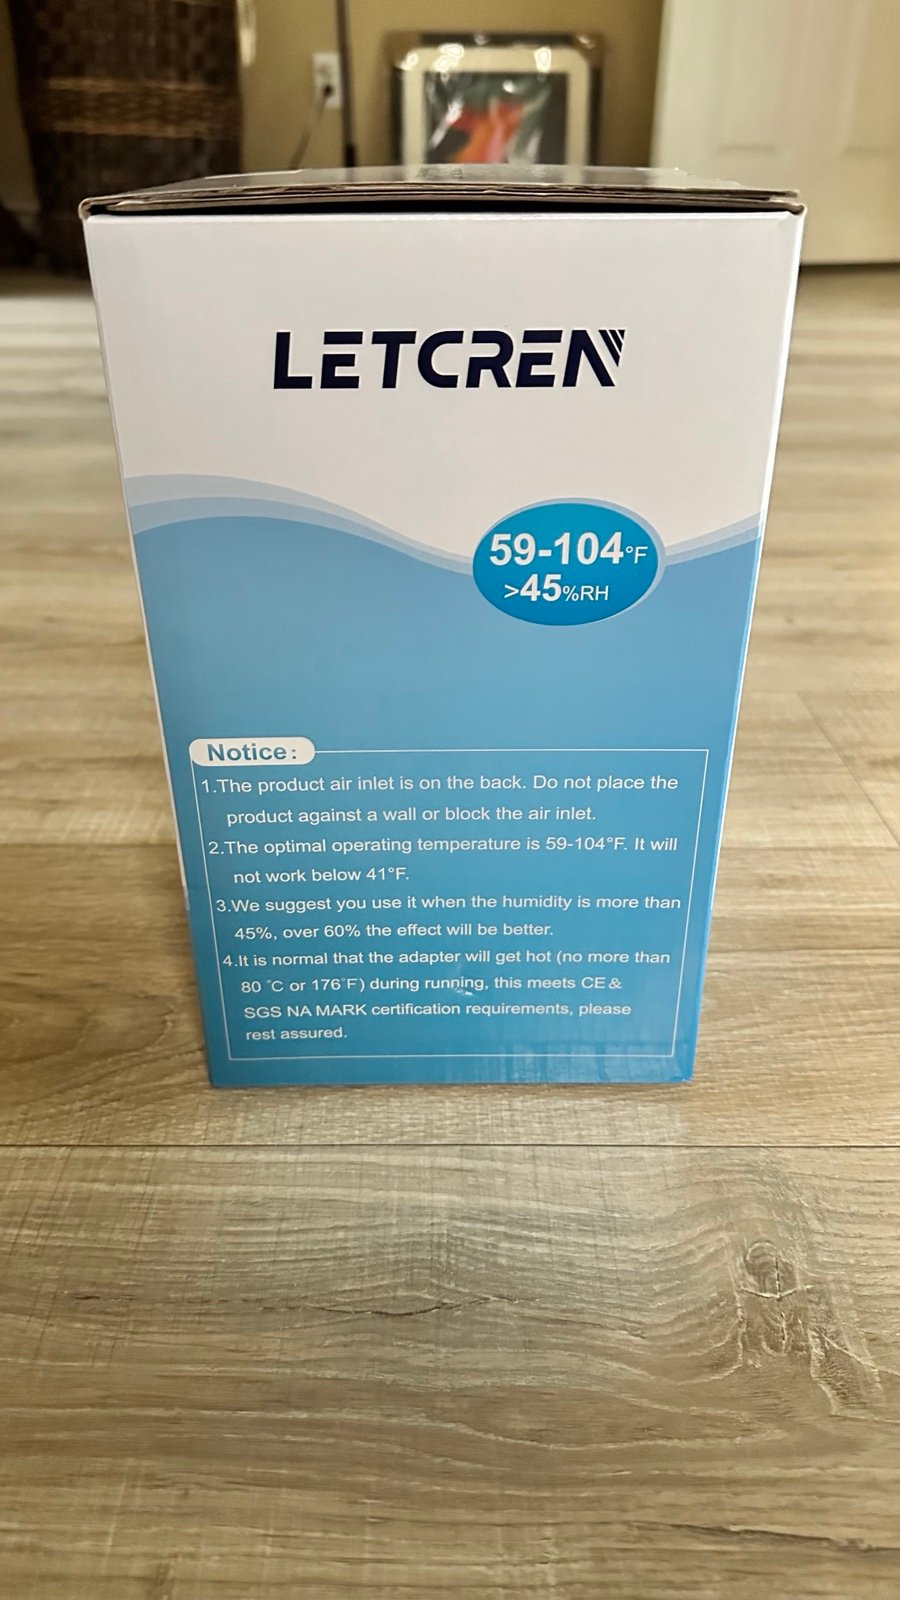 LETCREN
59-104°F
>45%RH
Notice:
1.The product air inlet is on the back. Do not place the
product against a wall or block the air inlet.
2.The optimal operating temperature is 59-104°F. It will
not work below 41°F.
3.We suggest you use it when the humidity is more than
45%, over 60% the effect will be better.
4.It is normal that the adapter will get hot (no more than
80 °C or 176°F) during running, this meets CE &
SGS NA MARK certification requirements, please
rest assured.